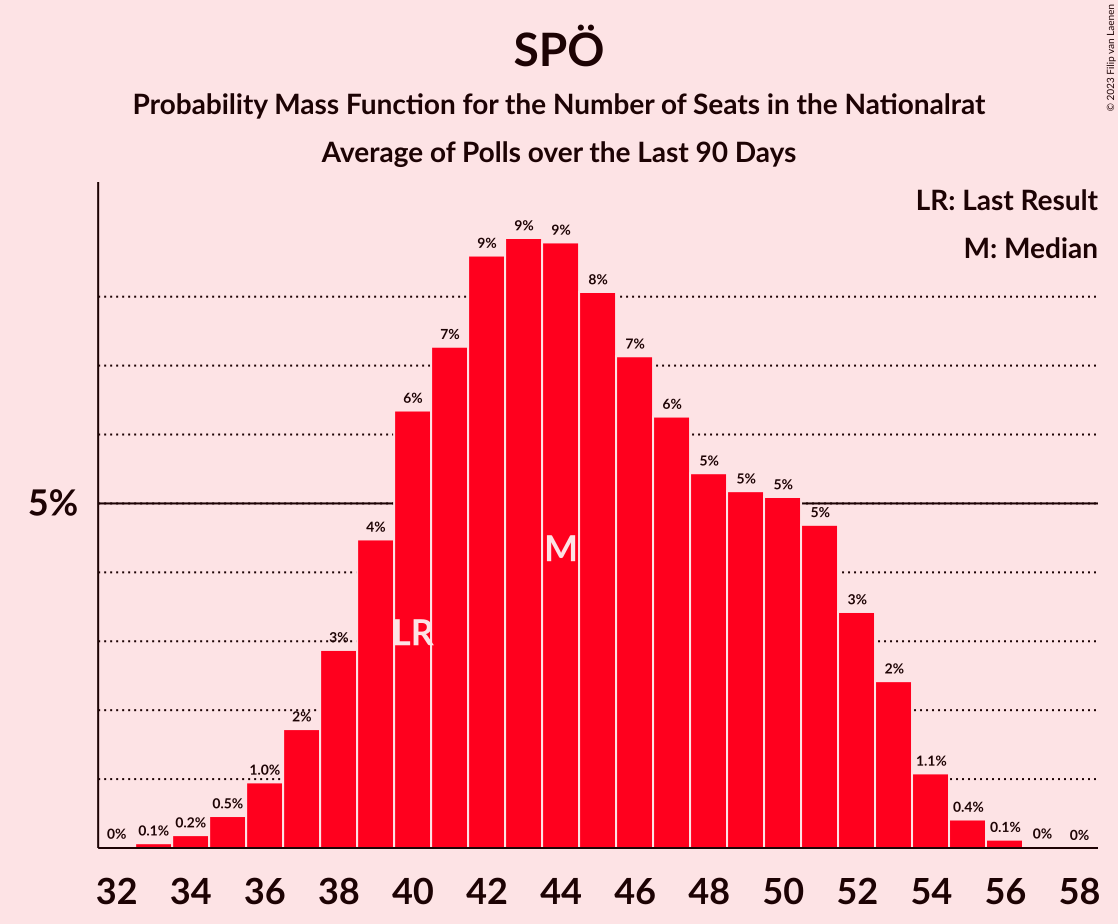 SPÖ
Probability Mass Function for the Number of Seats in the Nationalrat
Average of Polls over the Last 90 Days
© 2023 Filip van Laenen
LR: Last Result
M: Median
5%
0% 0.1% 0.2% 0.5% 1.0% 2% 3% 4% 6% 7% 9% 9% 9% 8% 7% 6% 5% 5% 5% 5% 3% 2% 1.1% 0.4% 0.1% 0% 0%
LR
M
32 34 36 38 40 42 44 46 48 50 52 54 56 58